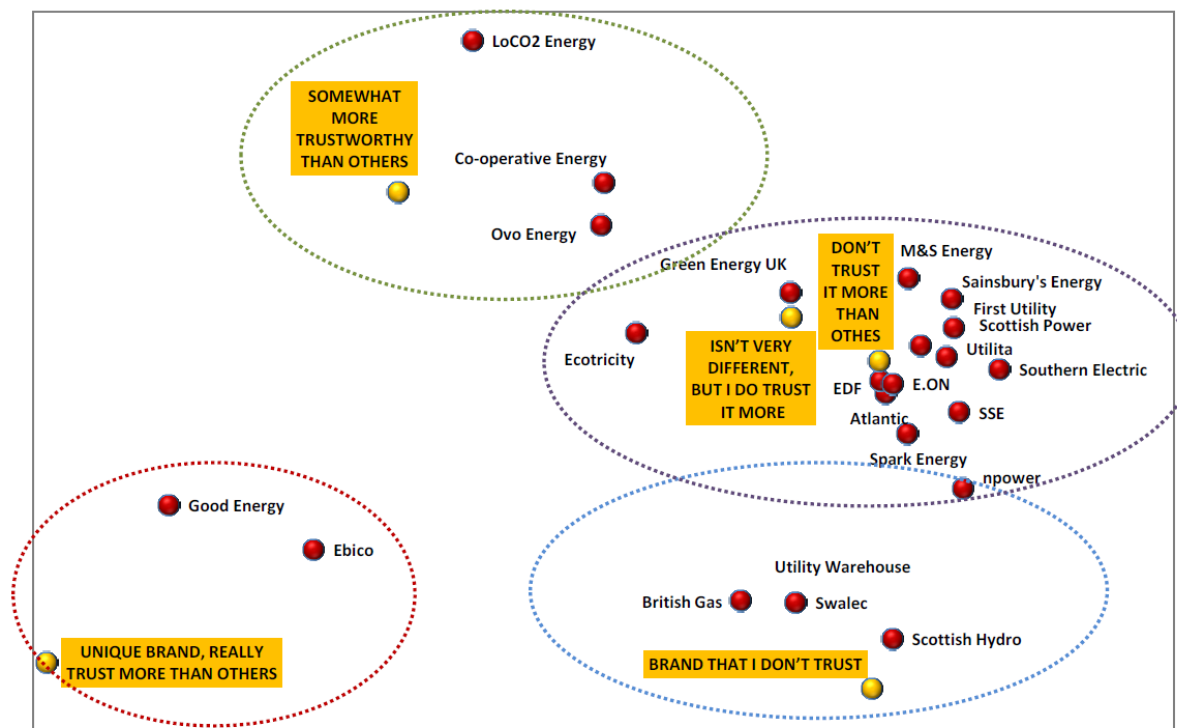 LoCO2 Energy
SOMEWHAT
MORE
TRUSTWORTHY
THAN OTHERS
Co-operative Energy
Ovo Energy
Green Energy UK
DON'T
TRUST
IT MORE
THAN
OTHES
M&S Energy
Sainsbury's Energy
First Utility
Scottish Power
Utilita
Southern Electric
Ecotricity
ISN'T VERY
DIFFERENT,
BUT I DO TRUST
IT MORE
EDF
E.ON
Atlantic
SSE
Spark Energy
npower
Good Energy
Ebico
Utility Warehouse
British Gas
Swalec
Scottish Hydro
UNIQUE BRAND, REALLY
TRUST MORE THAN OTHERS
BRAND THAT I DON'T TRUST